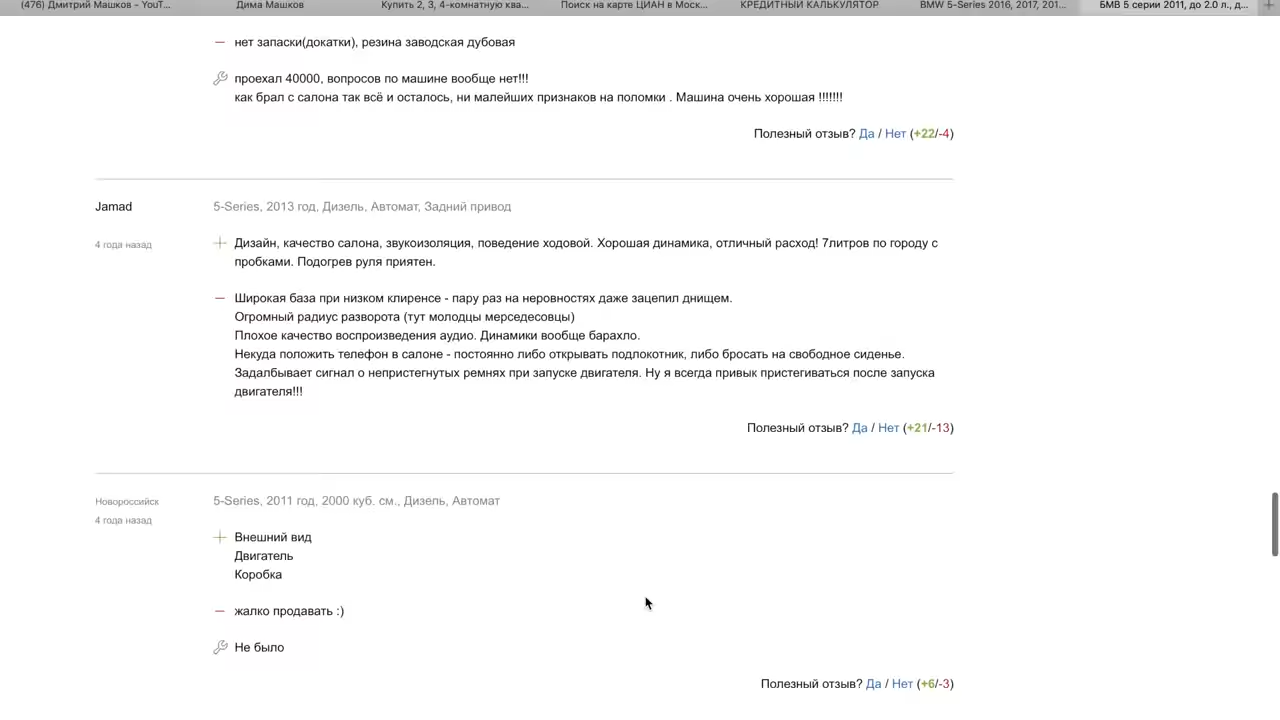 (476) Дмитрий Машков - YouT...
Дима Машков
Купить 2, 3, 4-комнатную ква...
Поиск на карте ЦИАН в Моск...
КРЕДИТНЫЙ КАЛЬКУЛЯТОР
BMW 5-Series 2016, 2017, 201...
БМВ 5 серии 2011, до 2.0 л., д...
нет запаски(докатки), резина заводская дубовая
проехал 40000, вопросов по машине вообще нет!!!
как брал с салона так всё и осталось, ни малейших признаков на поломки . Машина очень хорошая !!!!!!!
Полезный отзыв? Да / Нет (+22/-4)
Jamad
5-Series, 2013 год, Дизель, Автомат, Задний привод
4 года назад
Дизайн, качество салона, звукоизоляция, поведение ходовой. Хорошая динамика, отличный расход! 7литров по городу с
пробками. Подогрев руля приятен.
Широкая база при низком клиренсе - пару раз на неровностях даже зацепил днищем.
Огромный радиус разворота (тут молодцы мерседесовцы)
Плохое качество воспроизведения аудио. Динамики вообще барахло.
Некуда положить телефон в салоне - постоянно либо открывать подлокотник, либо бросать на свободное сиденье.
Задалбывает сигнал о непристегнутых ремнях при запуске двигателя. Ну я всегда привык пристегиваться после запуска
двигателя!!!
Полезный отзыв? Да / Нет (+21/-13)
Новороссийск
5-Series, 2011 год, 2000 куб. см., Дизель, Автомат
4 года назад
Внешний вид
Двигатель
Коробка
жалко продавать :)
Не было
Полезный отзыв? Да / Нет (+6/-3)